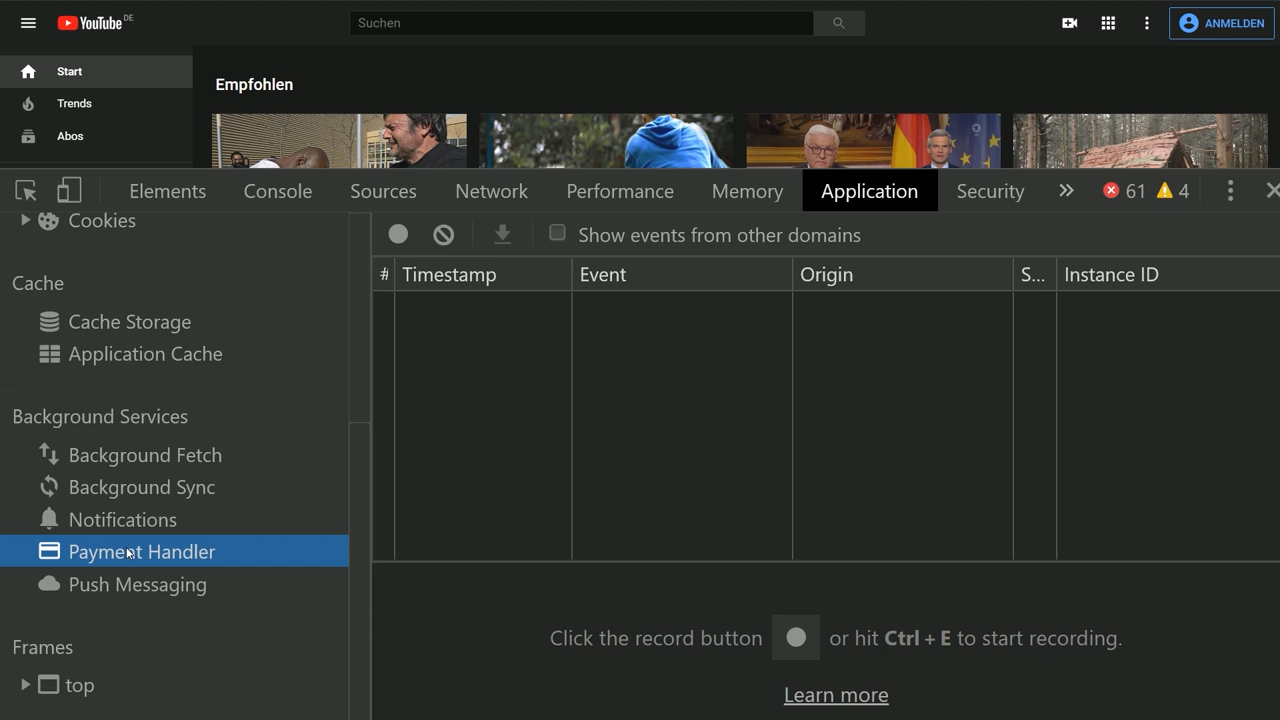 YouTube DE
Suchen
ANMELDEN
Start
Trends
Abos
Empfohlen
Elements Console Sources Network Performance Memory Application Security » 61 4
Cookies
Show events from other domains
# Timestamp Event Origin S... Instance ID
Cache
Cache Storage
Application Cache
Background Services
Background Fetch
Background Sync
Notifications
Payment Handler
Push Messaging
Frames
top
Click the record button or hit Ctrl + E to start recording.
Learn more